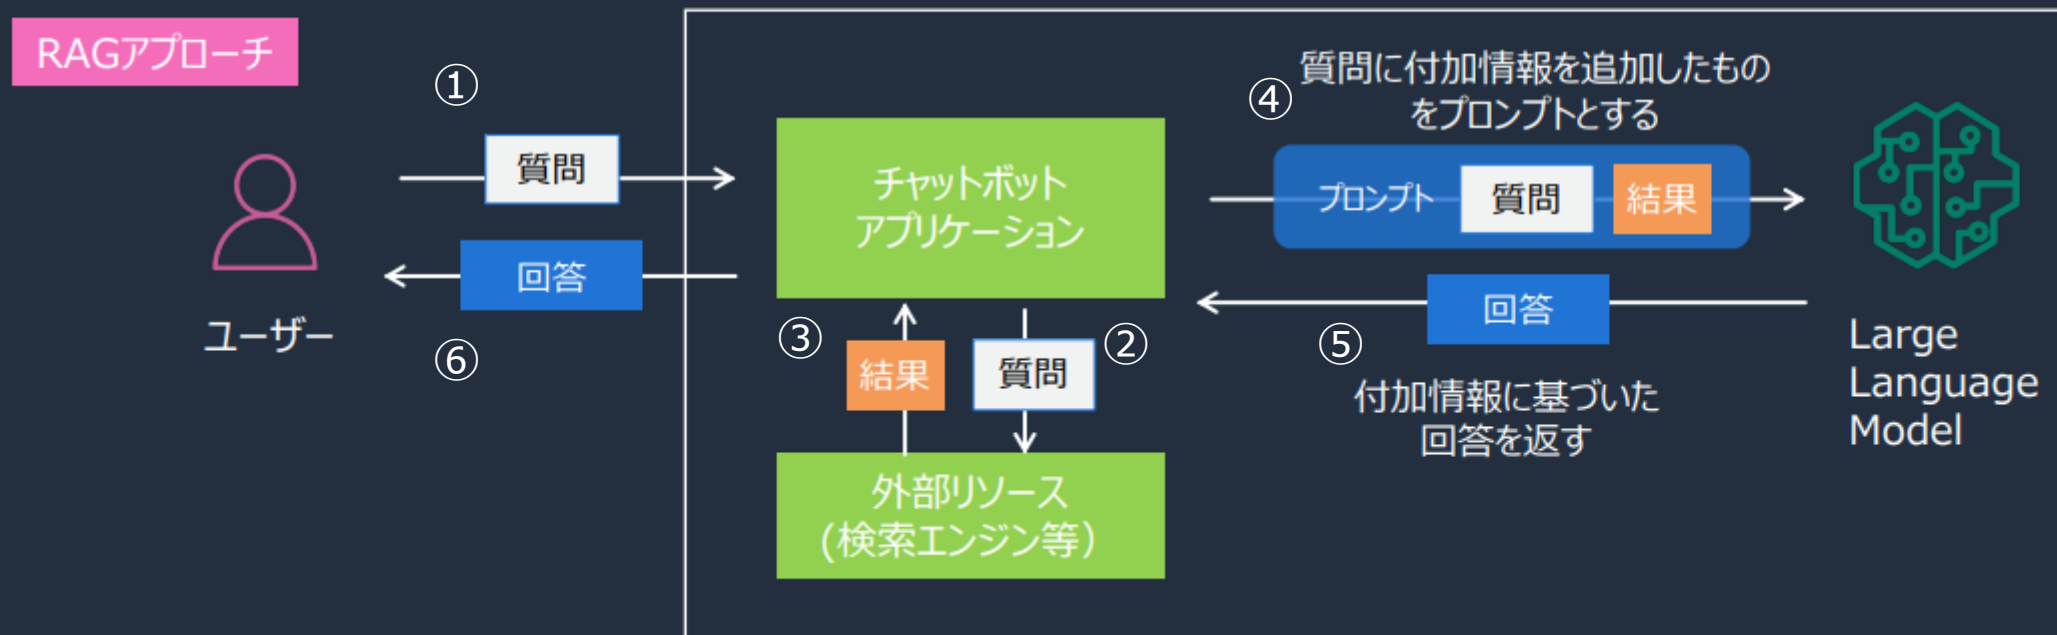 RAGアプローチ
①
質問
回答
⑥
ユーザー
チャットボット
アプリケーション
③
結果
質問
②
外部リソース
(検索エンジン等)
④
質問に付加情報を追加したもの
をプロンプトとする
プロンプト 質問 結果
回答
⑤
付加情報に基づいた
回答を返す
Large
Language
Model